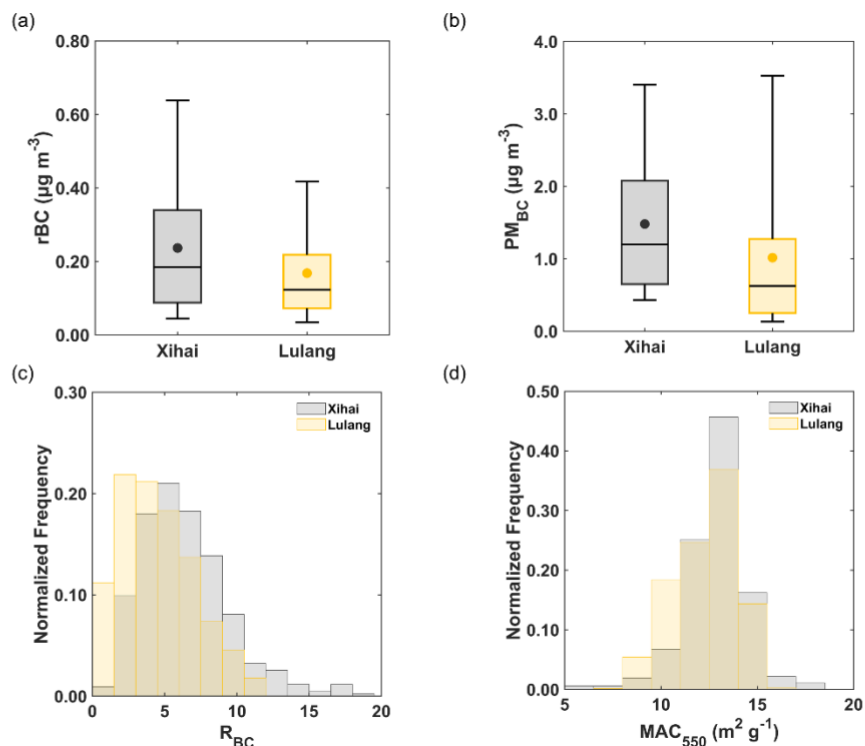 (a)
0.80
0.60
0.40
0.20
0.00
rBC (µg m⁻³)
Xihai
Lulang
(b)
4.0
3.0
2.0
1.0
0.0
PM_BC (µg m⁻³)
Xihai
Lulang
(c)
0.30
0.20
0.10
0.00
Normalized Frequency
Xihai
Lulang
0 5 10 15 20
R_BC
(d)
0.50
0.40
0.30
0.20
0.10
0.00
Normalized Frequency
Xihai
Lulang
5 10 15 20
MAC₅₅₀ (m² g⁻¹)